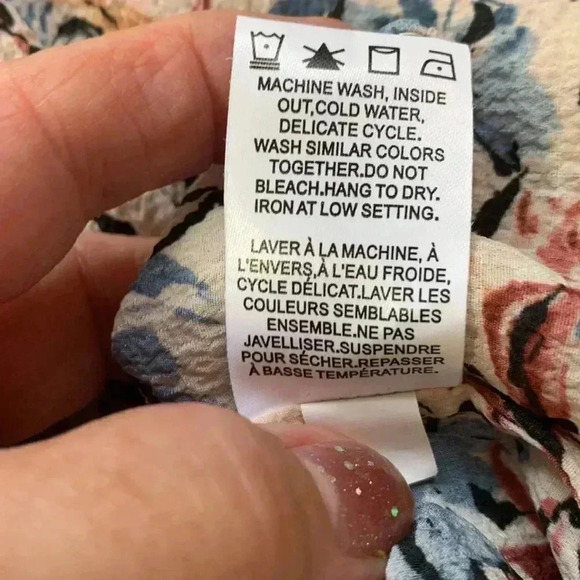 MACHINE WASH, INSIDE
OUT,COLD WATER,
DELICATE CYCLE.
WASH SIMILAR COLORS
TOGETHER.DO NOT
BLEACH.HANG TO DRY.
IRON AT LOW SETTING.
LAVER À LA MACHINE, À
L'ENVERS,À L'EAU FROIDE,
CYCLE DÉLICAT.LAVER LES
COULEURS SEMBLABLES
ENSEMBLE.NE PAS
JAVELLISER.SUSPENDRE
POUR SÉCHER.REPASSER
À BASSE TEMPÉRATURE.